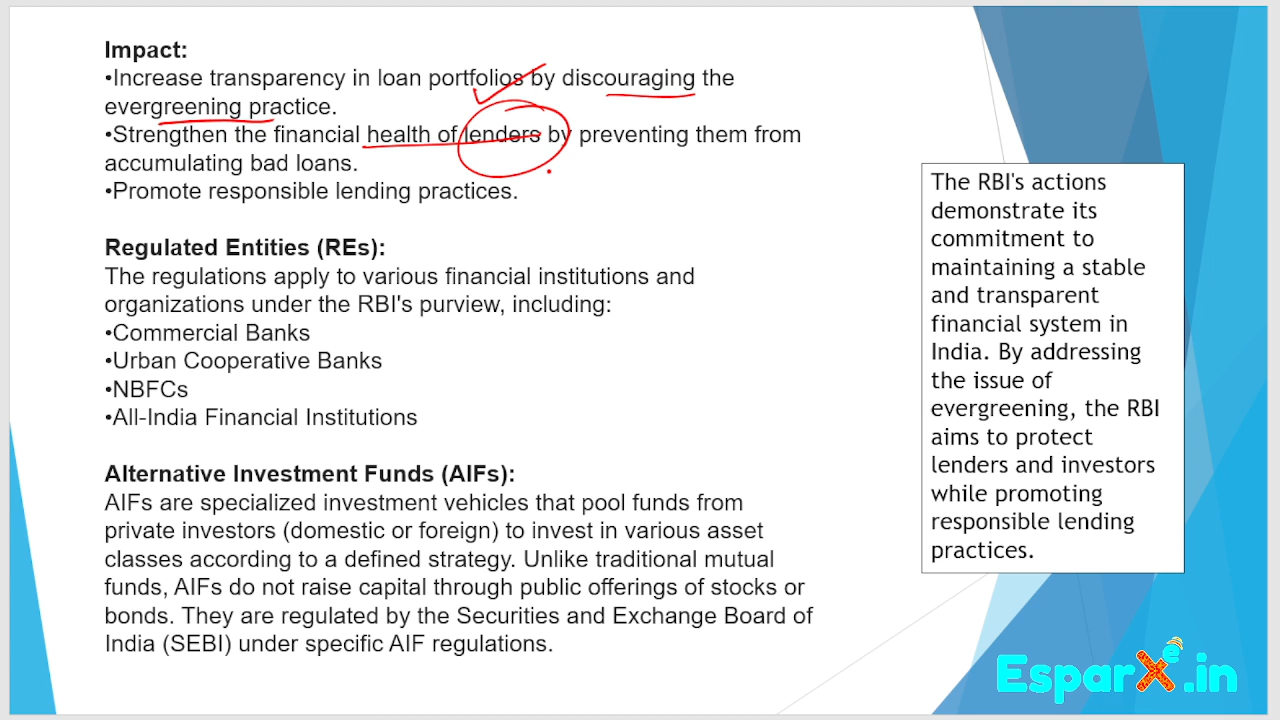 Impact:
•Increase transparency in loan portfolios by discouraging the
evergreening practice.
•Strengthen the financial health of lenders by preventing them from
accumulating bad loans.
•Promote responsible lending practices.
Regulated Entities (REs):
The regulations apply to various financial institutions and
organizations under the RBI's purview, including:
•Commercial Banks
•Urban Cooperative Banks
•NBFCs
•All-India Financial Institutions
Alternative Investment Funds (AIFs):
AIFs are specialized investment vehicles that pool funds from
private investors (domestic or foreign) to invest in various asset
classes according to a defined strategy. Unlike traditional mutual
funds, AIFs do not raise capital through public offerings of stocks or
bonds. They are regulated by the Securities and Exchange Board of
India (SEBI) under specific AIF regulations.
The RBI's actions
demonstrate its
commitment to
maintaining a stable
and transparent
financial system in
India. By addressing
the issue of
evergreening, the RBI
aims to protect
lenders and investors
while promoting
responsible lending
practices.
EsparXe.in